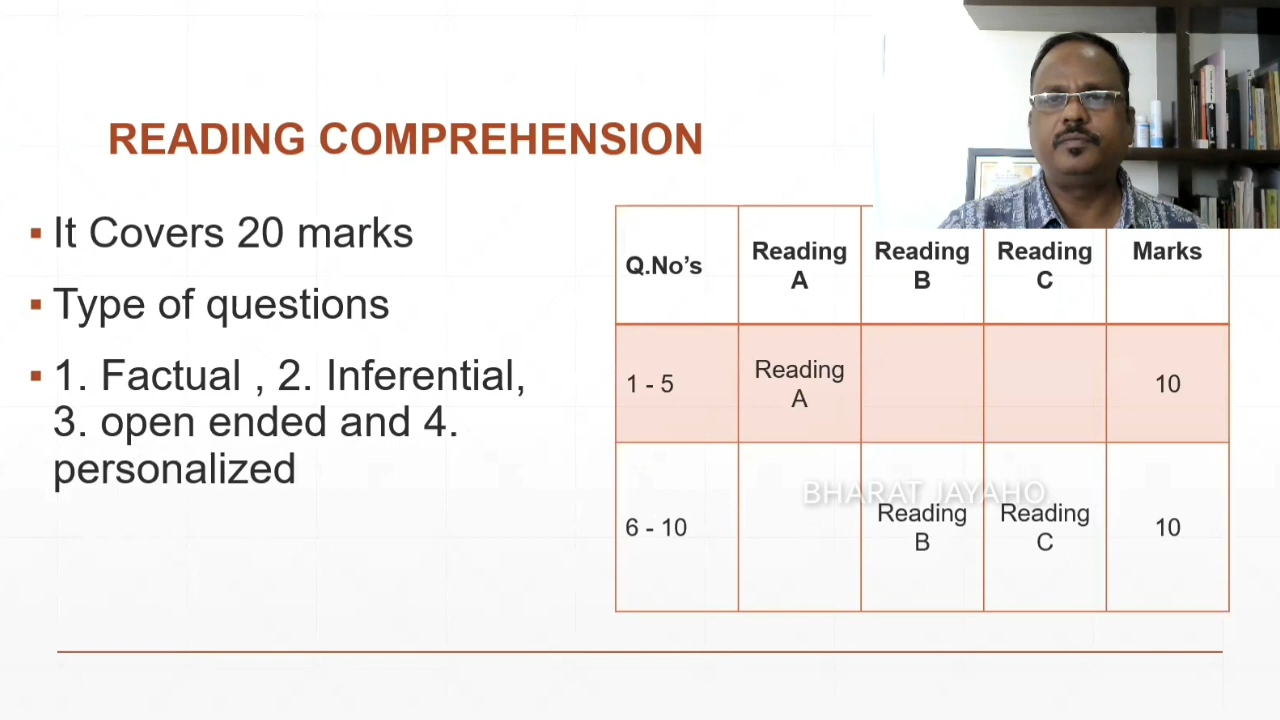 READING COMPREHENSION
▪ It Covers 20 marks
▪ Type of questions
▪ 1. Factual , 2. Inferential,
3. open ended and 4.
personalized
Q.No’s
Reading
A
Reading
B
Reading
C
Marks
1 - 5
Reading
A
10
6 - 10
Reading
B
Reading
C
10
BHARAT JAYAHO